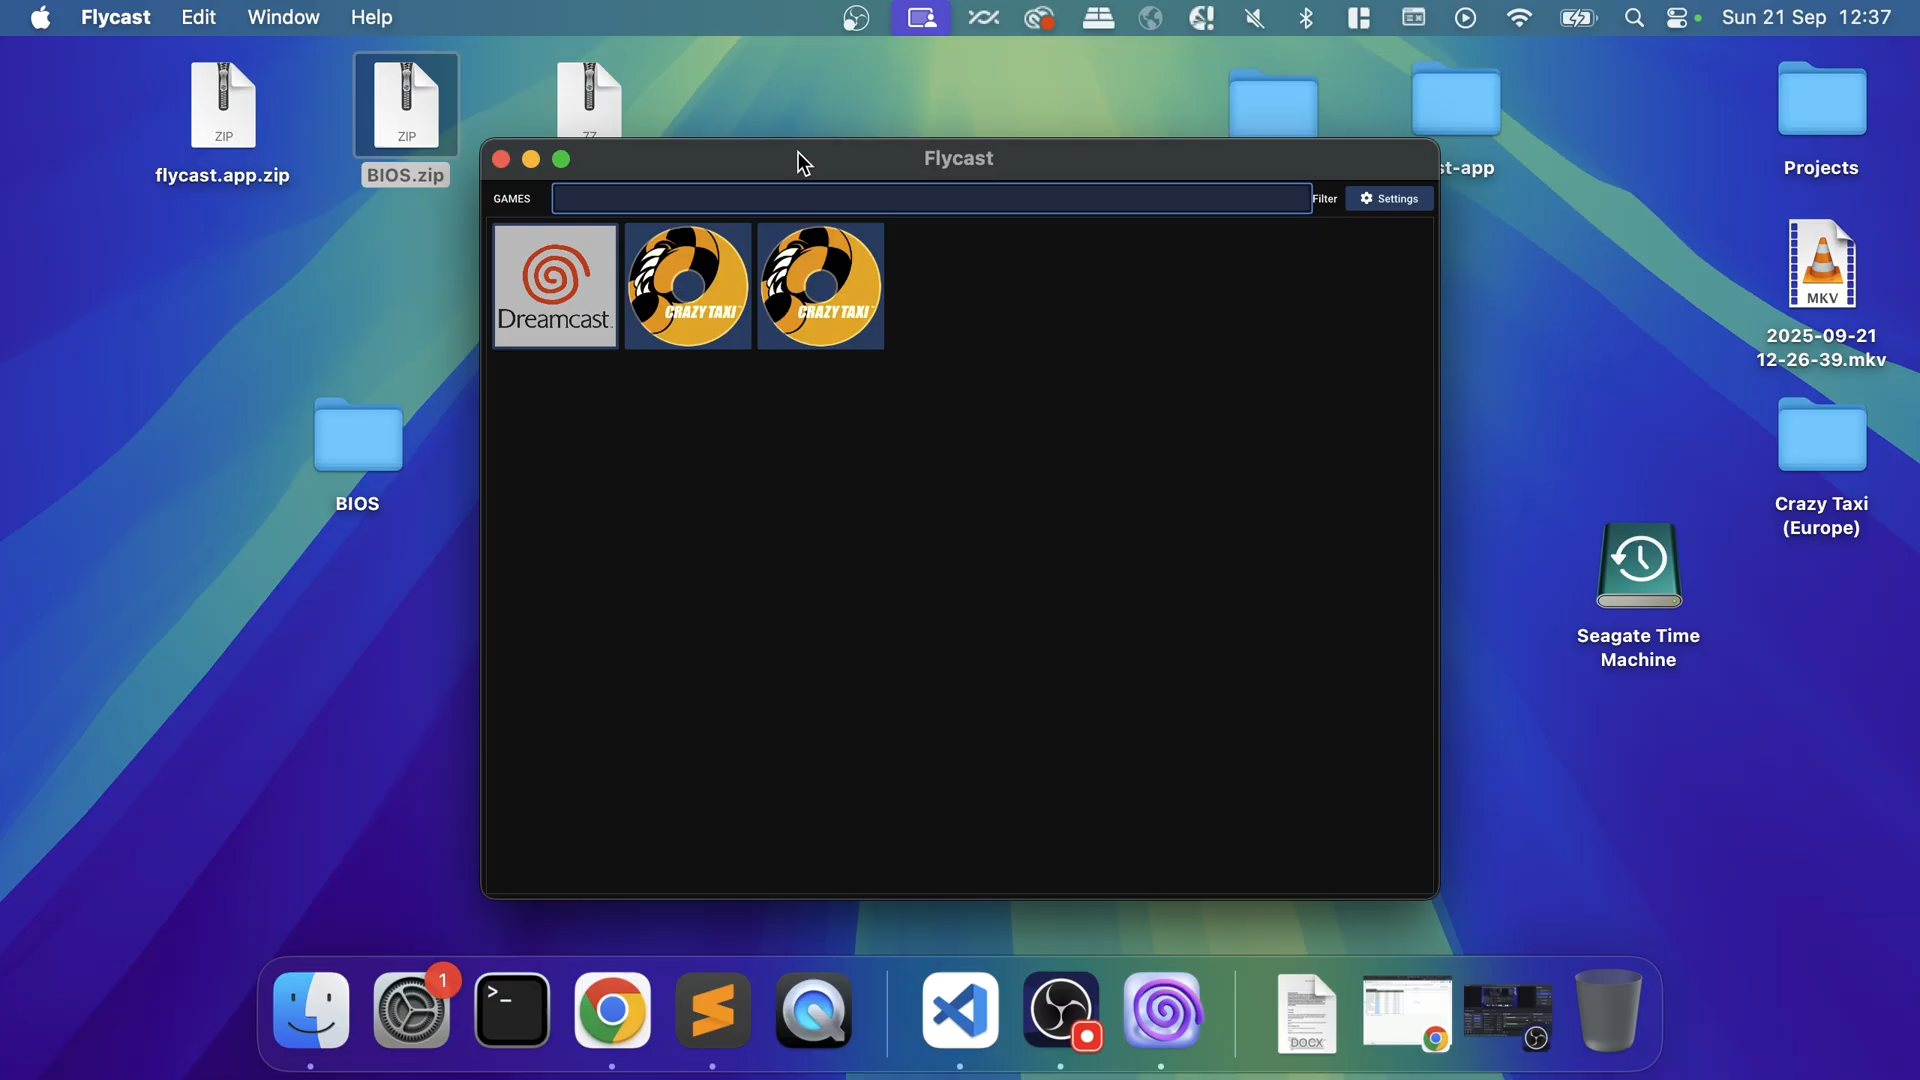 Flycast Edit Window Help
Sun 21 Sep 12:37
ZIP
flycast.app.zip
ZIP
BIOS.zip
7Z
st-app
Projects
Flycast
GAMES
Filter
Settings
Dreamcast
CRAZY TAXI
CRAZY TAXI
MKV
2025-09-21
12-26-39.mkv
BIOS
Crazy Taxi
(Europe)
Seagate Time
Machine
1
>_
DOCX